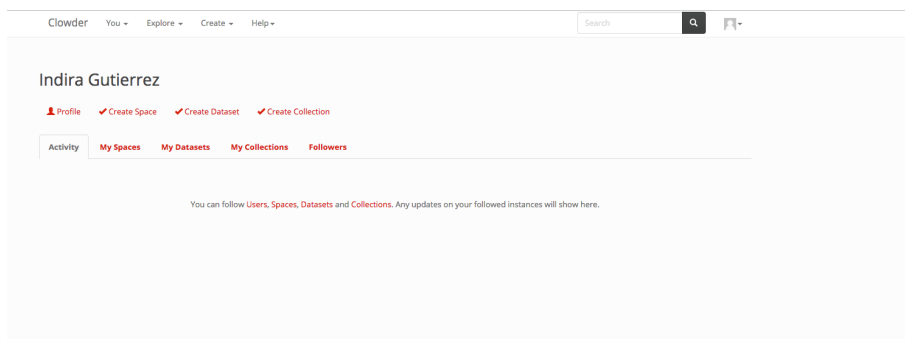 Clowder You Explore Create Help Search
Indira Gutierrez
Profile Create Space Create Dataset Create Collection
Activity My Spaces My Datasets My Collections Followers
You can follow Users, Spaces, Datasets and Collections. Any updates on your followed instances will show here.